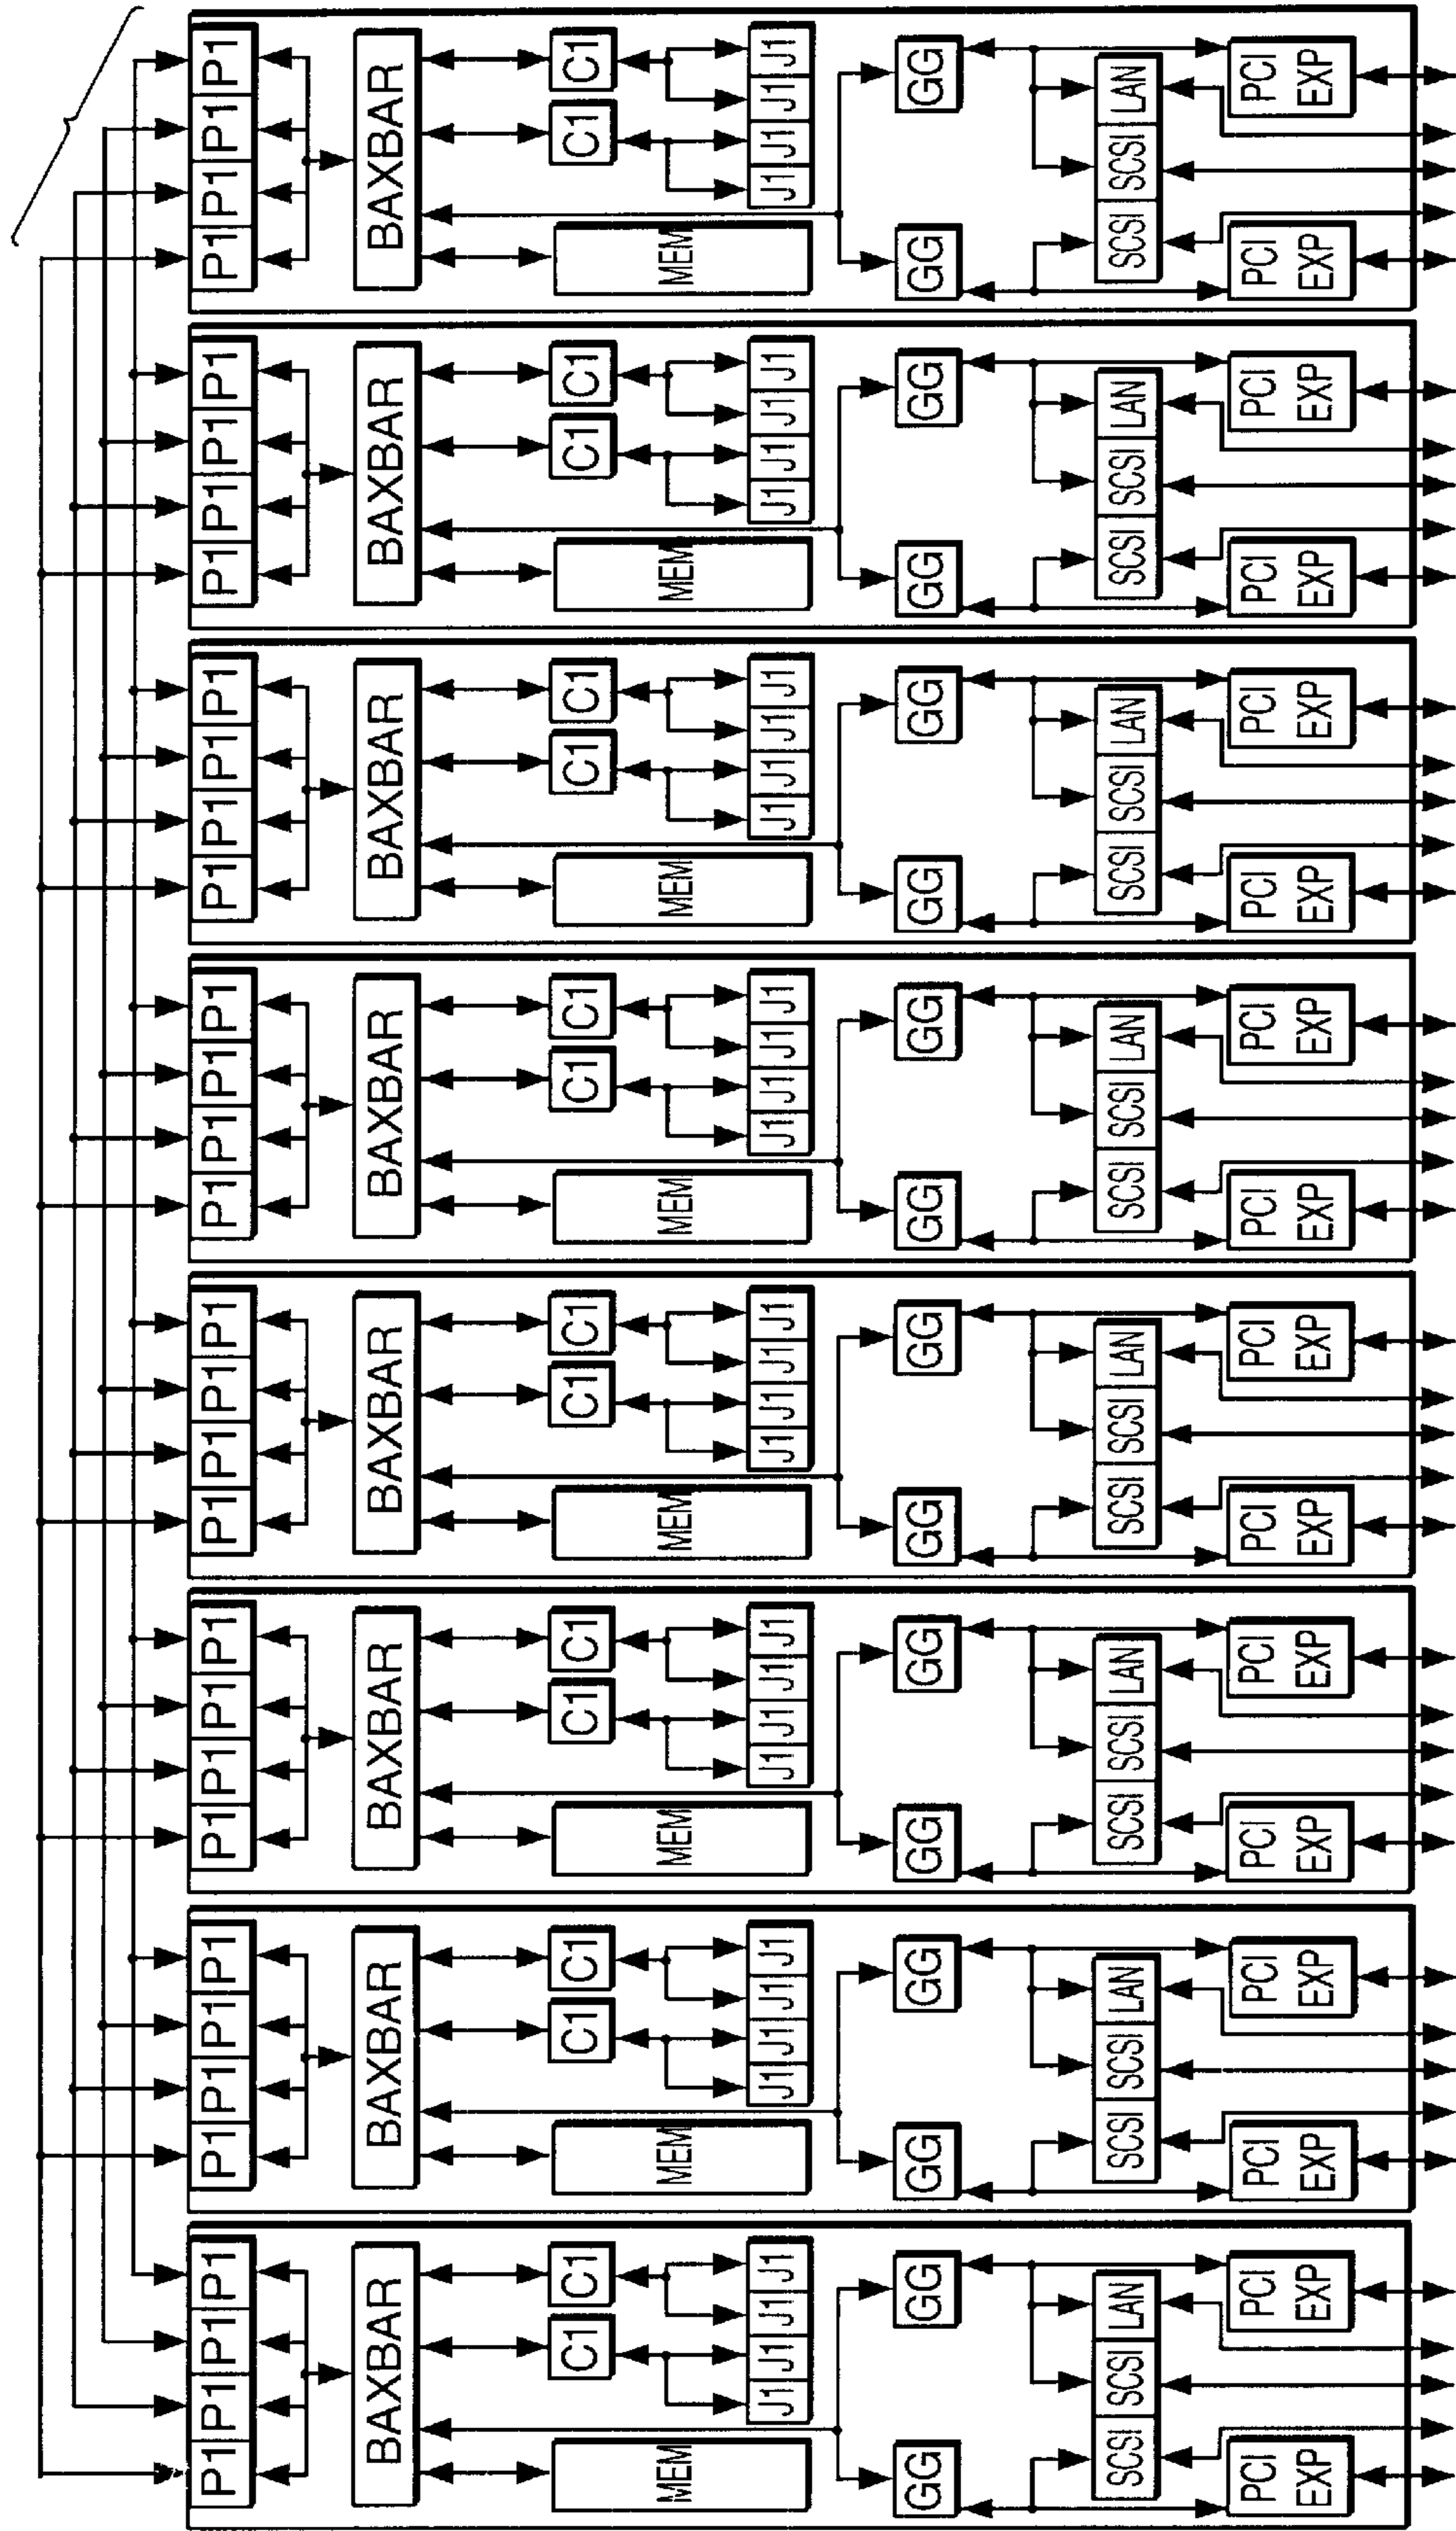 P1 P1 P1 P1
BAXBAR
C1 C1
MEM
J1 J1 J1 J1
GG GG
SCSI SCSI LAN
PCI
EXP
PCI
EXP
P1 P1 P1 P1
BAXBAR
C1 C1
MEM
J1 J1 J1 J1
GG GG
SCSI SCSI LAN
PCI
EXP
PCI
EXP
P1 P1 P1 P1
BAXBAR
C1 C1
MEM
J1 J1 J1 J1
GG GG
SCSI SCSI LAN
PCI
EXP
PCI
EXP
P1 P1 P1 P1
BAXBAR
C1 C1
MEM
J1 J1 J1 J1
GG GG
SCSI SCSI LAN
PCI
EXP
PCI
EXP
P1 P1 P1 P1
BAXBAR
C1 C1
MEM
J1 J1 J1 J1
GG GG
SCSI SCSI LAN
PCI
EXP
PCI
EXP
P1 P1 P1 P1
BAXBAR
C1 C1
MEM
J1 J1 J1 J1
GG GG
SCSI SCSI LAN
PCI
EXP
PCI
EXP
P1 P1 P1 P1
BAXBAR
C1 C1
MEM
J1 J1 J1 J1
GG GG
SCSI SCSI LAN
PCI
EXP
PCI
EXP
P1 P1 P1 P1
BAXBAR
C1 C1
MEM
J1 J1 J1 J1
GG GG
SCSI SCSI LAN
PCI
EXP
PCI
EXP